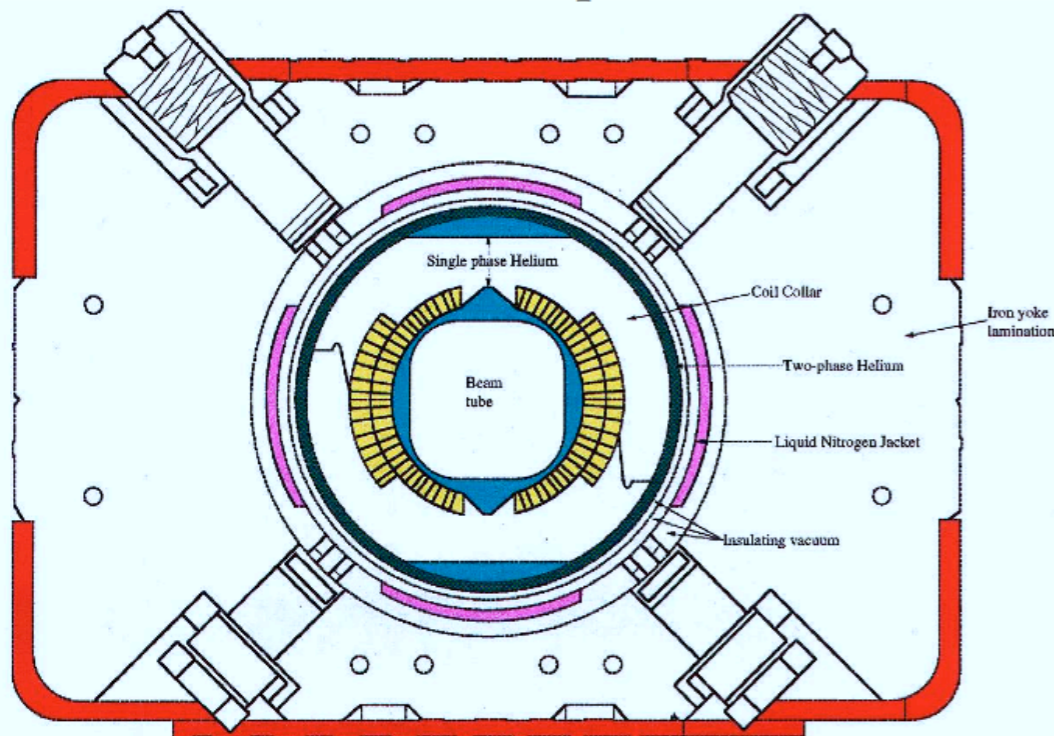 Single phase Helium
Coil Collar
Iron yoke
lamination
Two-phase Helium
Beam
tube
Liquid Nitrogen Jacket
Insulating vacuum